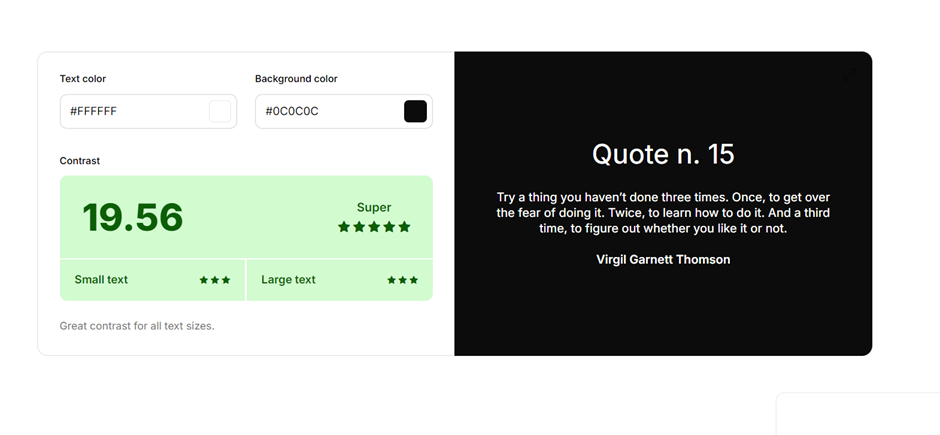 Text color
Background color
#FFFFFF
#0C0C0C
Contrast
19.56
Super
Small text
Large text
Great contrast for all text sizes.
Quote n. 15
Try a thing you haven’t done three times. Once, to get over
the fear of doing it. Twice, to learn how to do it. And a third
time, to figure out whether you like it or not.
Virgil Garnett Thomson